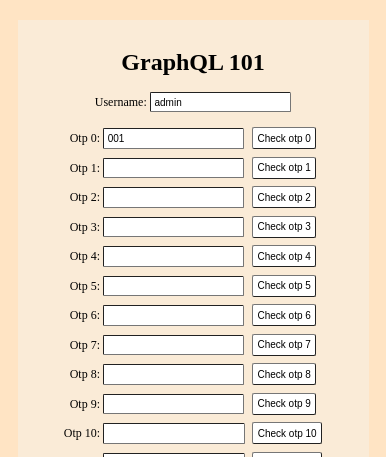 GraphQL 101
Username: admin
Otp 0: 001 Check otp 0
Otp 1: Check otp 1
Otp 2: Check otp 2
Otp 3: Check otp 3
Otp 4: Check otp 4
Otp 5: Check otp 5
Otp 6: Check otp 6
Otp 7: Check otp 7
Otp 8: Check otp 8
Otp 9: Check otp 9
Otp 10: Check otp 10